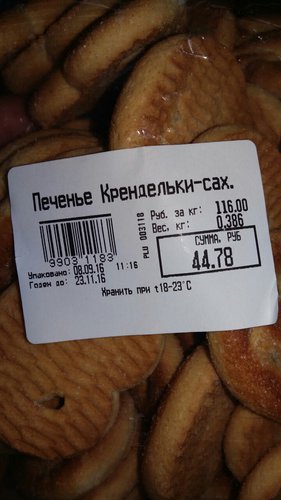 Печенье Крендельки-сах.
PLU 003118
Руб. за кг: 116.00
Вес, кг: 0.386
СУММА, РУБ
44.78
9903 1183
Упаковано: 08.09.16 11:16
Годен до: 23.11.16
Хранить при t18-23°C